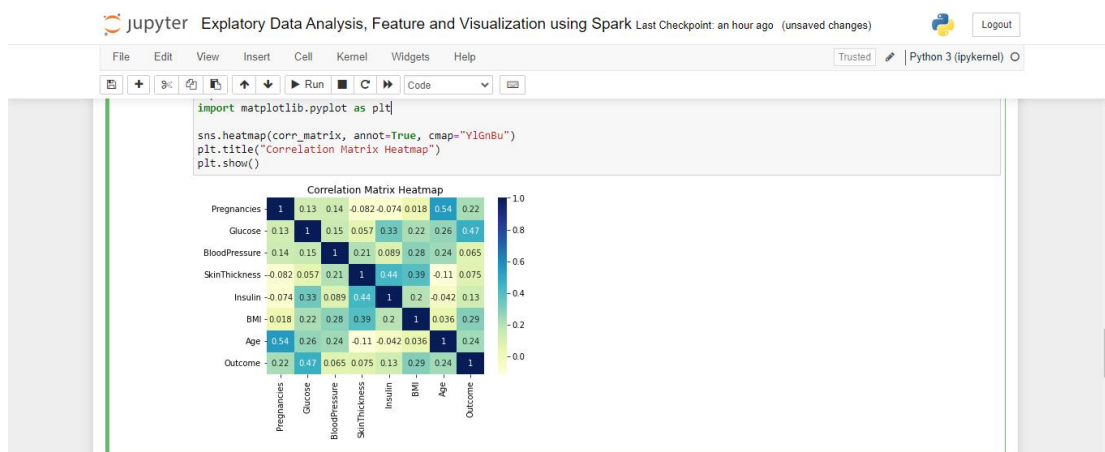 jupyter Explatory Data Analysis, Feature and Visualization using Spark Last Checkpoint: an hour ago (unsaved changes) Logout
File Edit View Insert Cell Kernel Widgets Help Trusted Python 3 (ipykernel)
Run Code
import matplotlib.pyplot as plt
sns.heatmap(corr_matrix, annot=True, cmap="YlGnBu")
plt.title("Correlation Matrix Heatmap")
plt.show()
Correlation Matrix Heatmap
Pregnancies 1 0.13 0.14 -0.082 -0.074 0.018 0.54 0.22
Glucose 0.13 1 0.15 0.057 0.33 0.22 0.26 0.47
BloodPressure 0.14 0.15 1 0.21 0.089 0.28 0.24 0.065
SkinThickness -0.082 0.057 0.21 1 0.44 0.39 -0.11 0.075
Insulin -0.074 0.33 0.089 0.44 1 0.2 -0.042 0.13
BMI 0.018 0.22 0.28 0.39 0.2 1 0.036 0.29
Age 0.54 0.26 0.24 -0.11 -0.042 0.036 1 0.24
Outcome 0.22 0.47 0.065 0.075 0.13 0.29 0.24 1
Pregnancies Glucose BloodPressure SkinThickness Insulin BMI Age Outcome
1.0
0.8
0.6
0.4
0.2
0.0